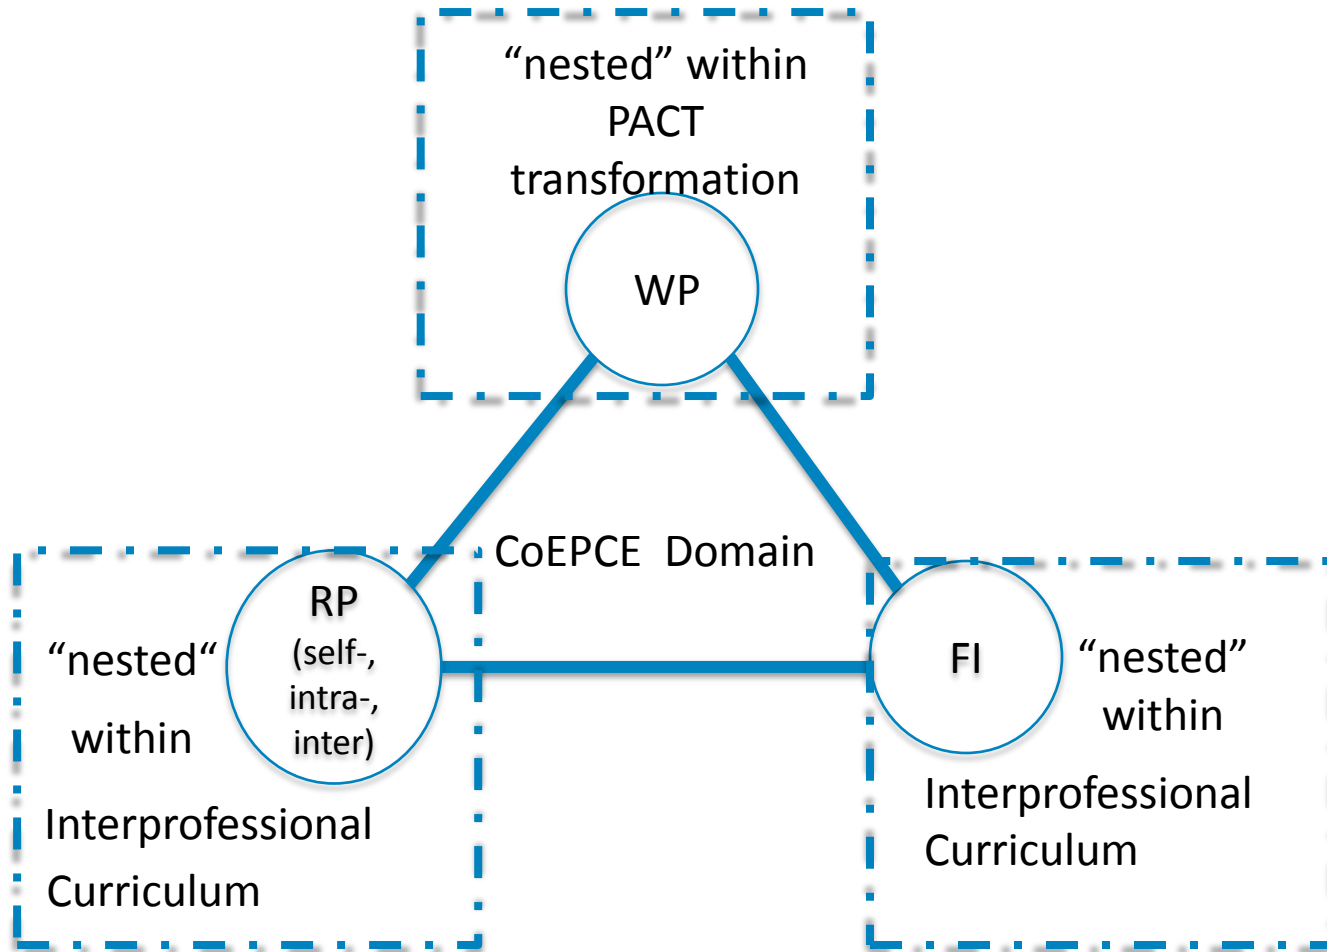 “nested” within
PACT
transformation
WP
CoEPCE Domain
RP
(self-,
intra-,
inter)
“nested“
within
Interprofessional
Curriculum
FI
“nested”
within
Interprofessional
Curriculum